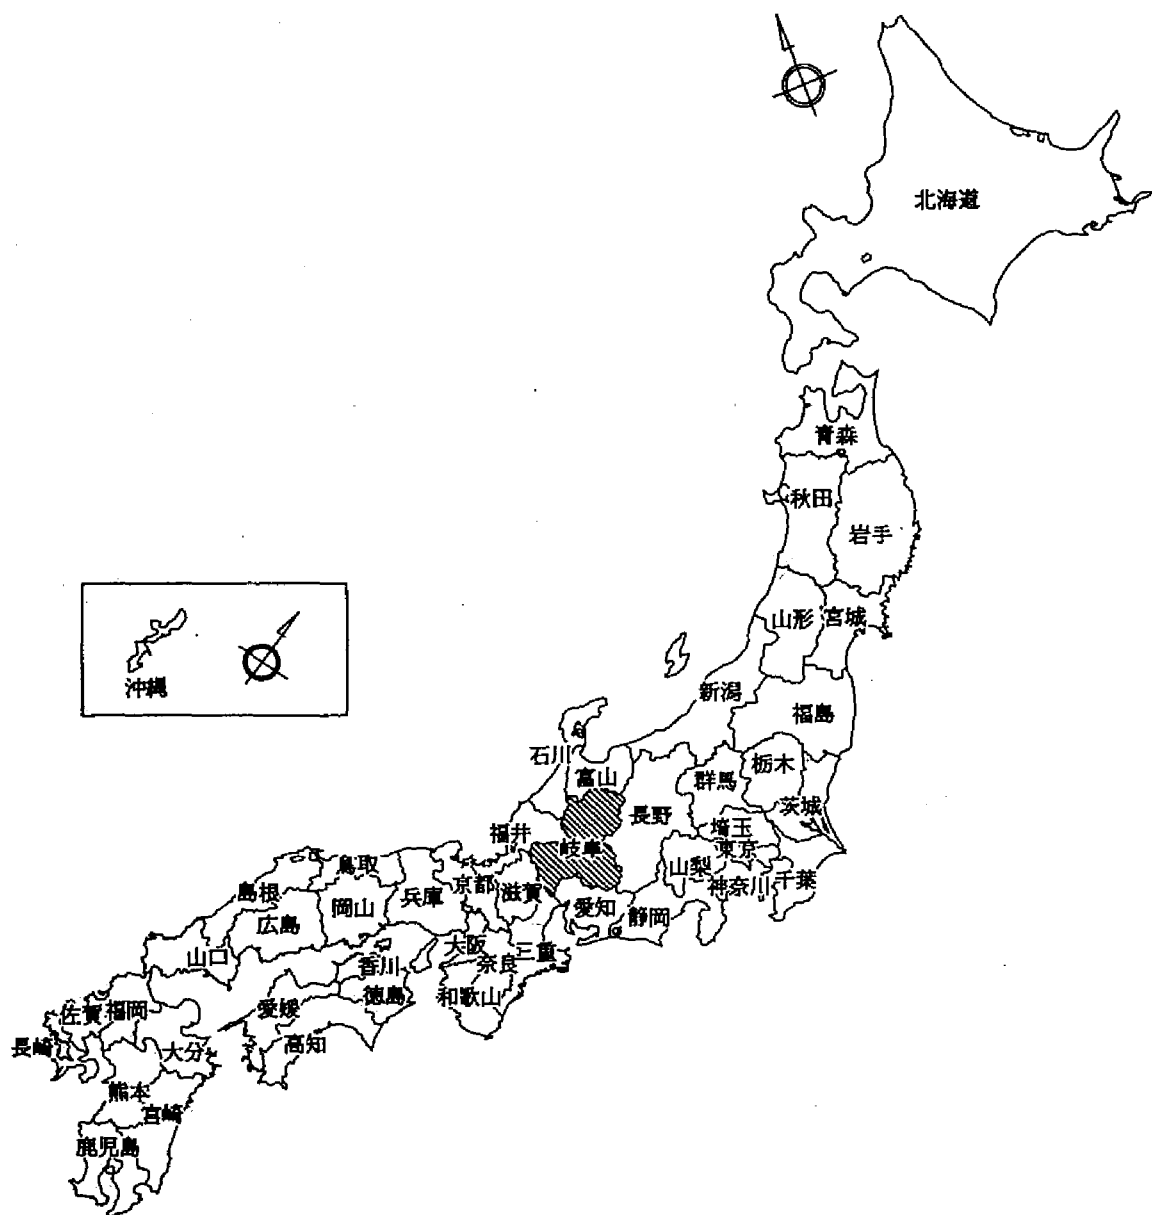 北海道
青森
秋田
岩手
山形
宮城
沖縄
新潟
福島
石川
富山
群馬
栃木
長野
茨城
福井
埼玉
岐阜
東京
鳥取
山梨
千葉
島根
兵庫
京都
滋賀
神奈川
岡山
愛知
静岡
広島
大阪
三重
山口
香川
奈良
和歌山
徳島
愛媛
佐賀
福岡
高知
長崎
大分
熊本
宮崎
鹿児島